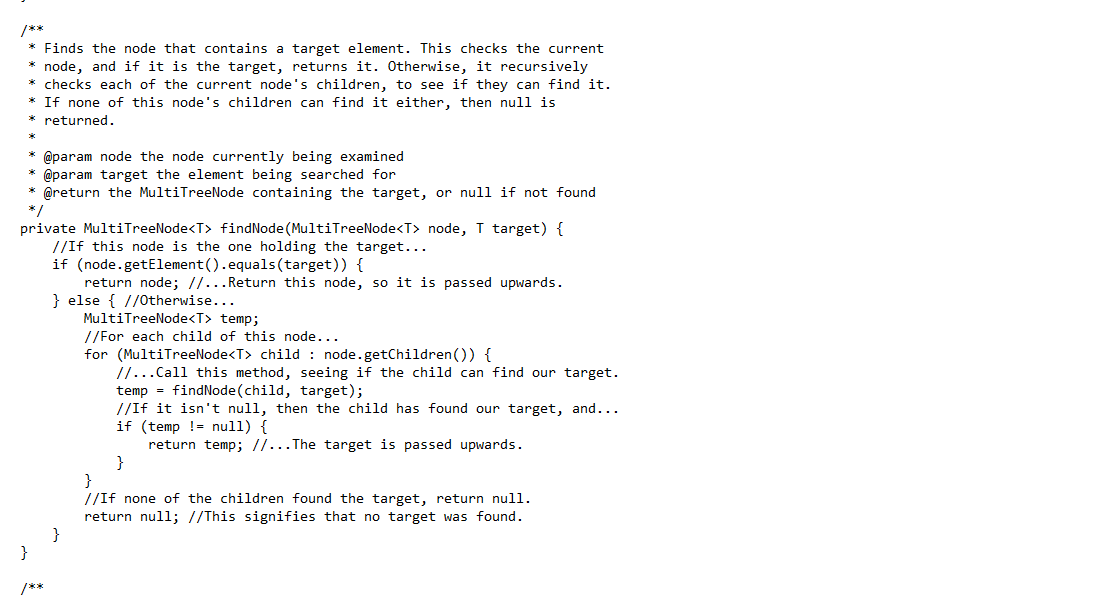 /**
 * Finds the node that contains a target element. This checks the current
 * node, and if it is the target, returns it. Otherwise, it recursively
 * checks each of the current node's children, to see if they can find it.
 * If none of this node's children can find it either, then null is
 * returned.
 *
 * @param node the node currently being examined
 * @param target the element being searched for
 * @return the MultiTreeNode containing the target, or null if not found
 */
private MultiTreeNode<T> findNode(MultiTreeNode<T> node, T target) {
    //If this node is the one holding the target...
    if (node.getElement().equals(target)) {
        return node; //...Return this node, so it is passed upwards.
    } else { //Otherwise...
        MultiTreeNode<T> temp;
        //For each child of this node...
        for (MultiTreeNode<T> child : node.getChildren()) {
            //...Call this method, seeing if the child can find our target.
            temp = findNode(child, target);
            //If it isn't null, then the child has found our target, and...
            if (temp != null) {
                return temp; //...The target is passed upwards.
            }
        }
        //If none of the children found the target, return null.
        return null; //This signifies that no target was found.
    }
}
/**